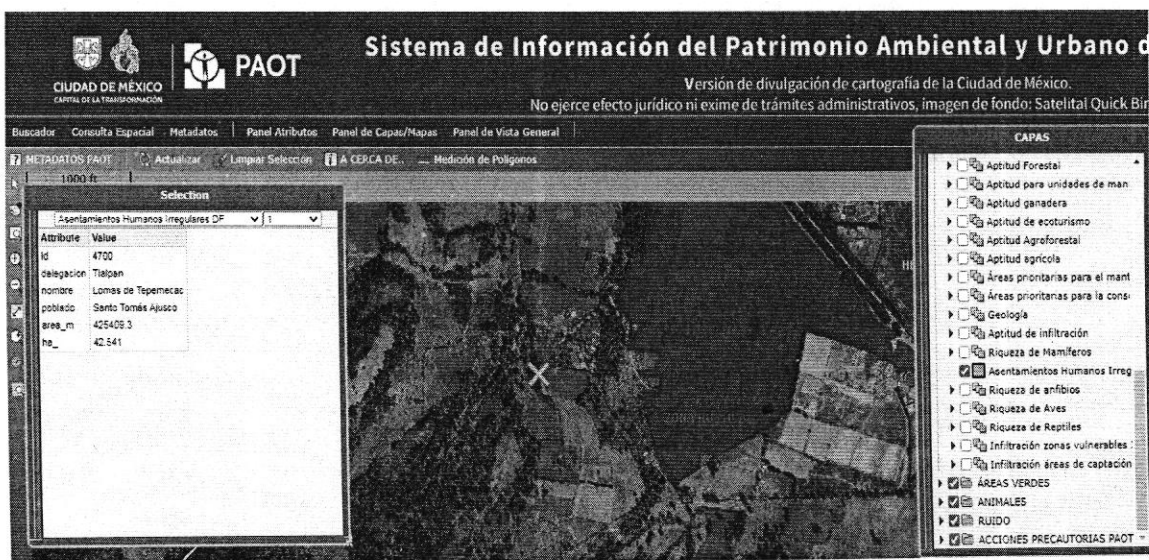 CIUDAD DE MÉXICO
CAPITAL DE LA TRANSFORMACIÓN
PAOT
Sistema de Información del Patrimonio Ambiental y Urbano d
Versión de divulgación de cartografía de la Ciudad de México.
No ejerce efecto jurídico ni exime de trámites administrativos, imagen de fondo: Satelital Quick Bir
Buscador Consulta Espacial Metadatos Panel Atributos Panel de Capas/Mapas Panel de Vista General
METADATOS PAOT Actualizar Limpiar Selección A CERCA DE.. Medición de Polígonos
1000 ft
Selection
Asentamientos Humanos Irregulares DF 1
Attribute Value
id 4700
delegacion Tlalpan
nombre Lomas de Tepemecac
poblado Santo Tomás Ajusco
area_m 425409.3
ha_ 42.541
CAPAS
Aptitud Forestal
Aptitud para unidades de man
Aptitud ganadera
Aptitud de ecoturismo
Aptitud Agroforestal
Aptitud agrícola
Áreas prioritarias para el mant
Áreas prioritarias para la cons
Geología
Aptitud de infiltración
Riqueza de Mamíferos
Asentamientos Humanos Irreg
Riqueza de anfibios
Riqueza de Aves
Riqueza de Reptiles
Infiltración zonas vulnerables
Infiltración áreas de captación
ÁREAS VERDES
ANIMALES
RUIDO
ACCIONES PRECAUTORIAS PAOT